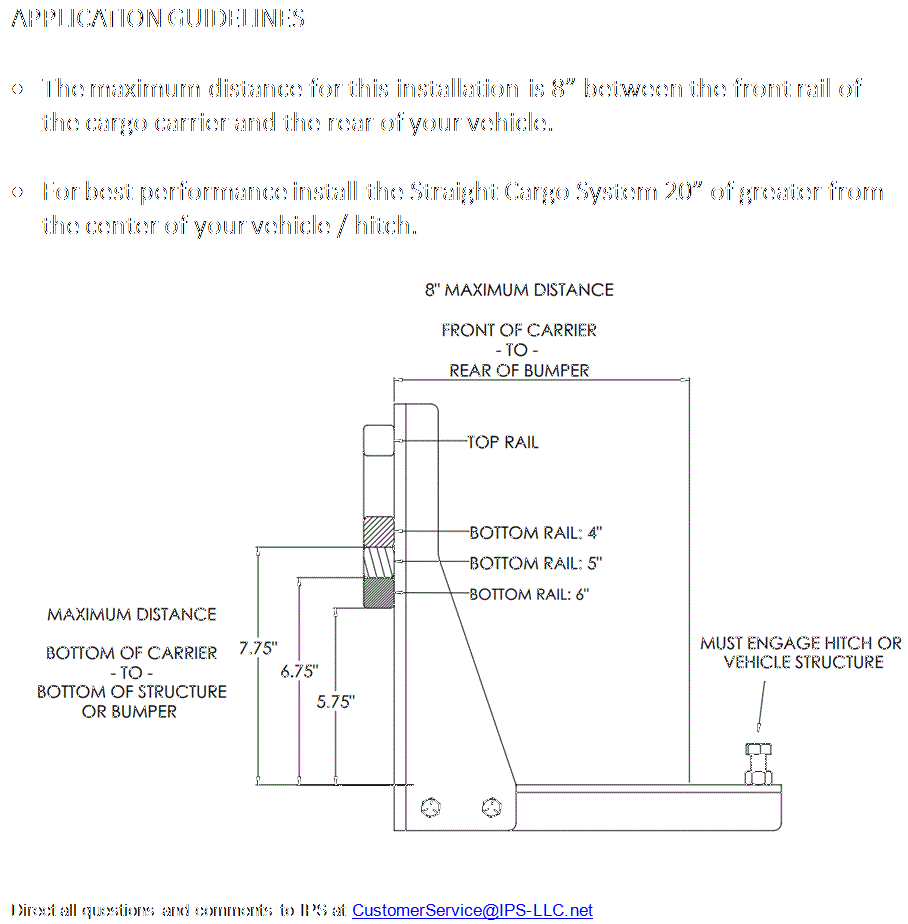 APPLICATION GUIDELINES
• The maximum distance for this installation is 8” between the front rail of
the cargo carrier and the rear of your vehicle.
• For best performance install the Straight Cargo System 20” of greater from
the center of your vehicle / hitch.
8" MAXIMUM DISTANCE
FRONT OF CARRIER
- TO -
REAR OF BUMPER
TOP RAIL
BOTTOM RAIL: 4"
BOTTOM RAIL: 5"
BOTTOM RAIL: 6"
MAXIMUM DISTANCE
BOTTOM OF CARRIER
- TO -
BOTTOM OF STRUCTURE
OR BUMPER
7.75"
6.75"
5.75"
MUST ENGAGE HITCH OR
VEHICLE STRUCTURE
Direct all questions and comments to IPS at CustomerService@IPS-LLC.net